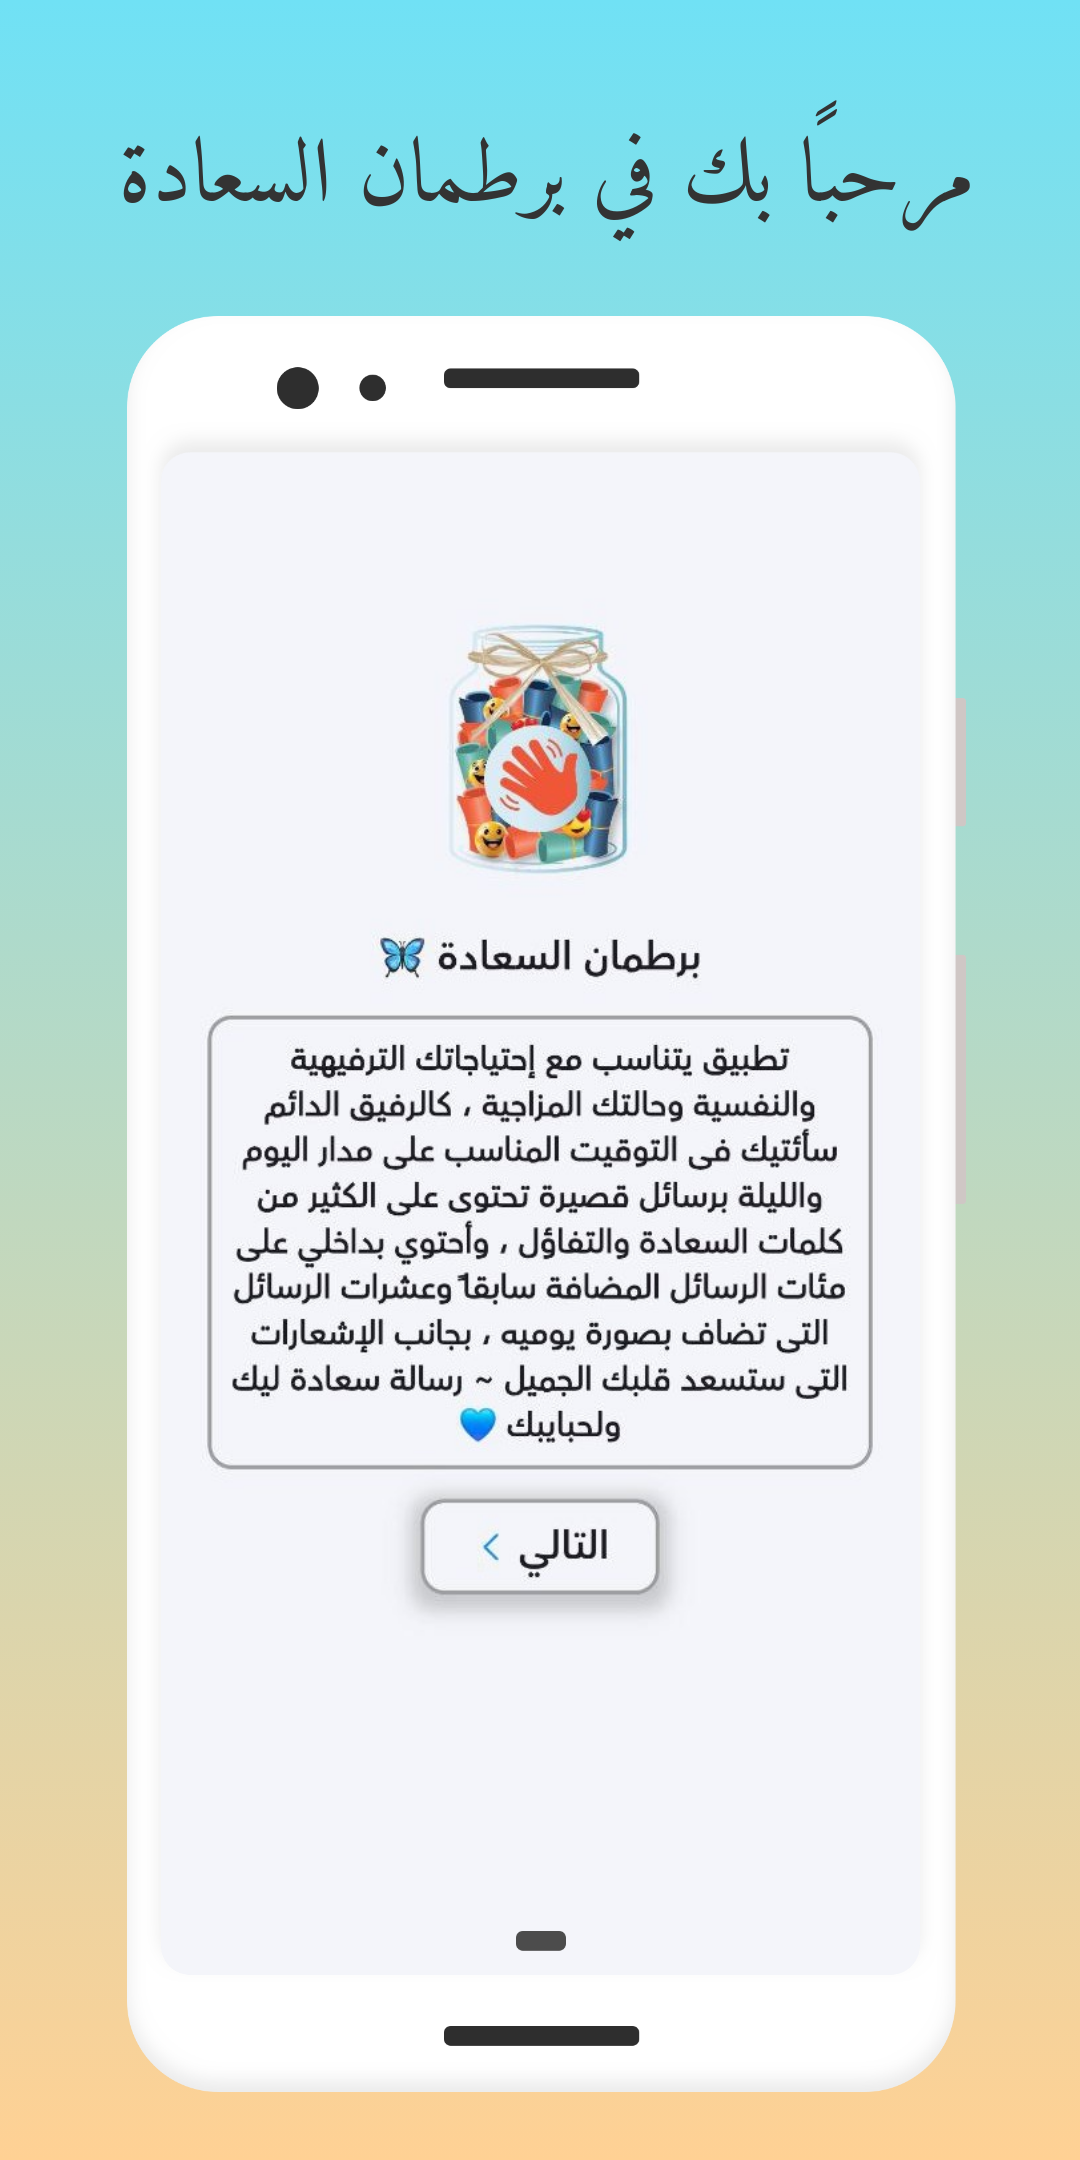 مرحباً بك في برطمان السعادة
برطمان السعادة 🦋
تطبيق يتناسب مع إحتياجاتك الترفيهية
والنفسية وحالتك المزاجية ، كالرفيق الدائم
سأئتيك فى التوقيت المناسب على مدار اليوم
والليلة برسائل قصيرة تحتوى على الكثير من
كلمات السعادة والتفاؤل ، وأحتوي بداخلي على
مئات الرسائل المضافة سابقاً وعشرات الرسائل
التى تضاف بصورة يوميه ، بجانب الإشعارات
التى ستسعد قلبك الجميل ~ رسالة سعادة ليك
ولحبايبك 💙
التالي